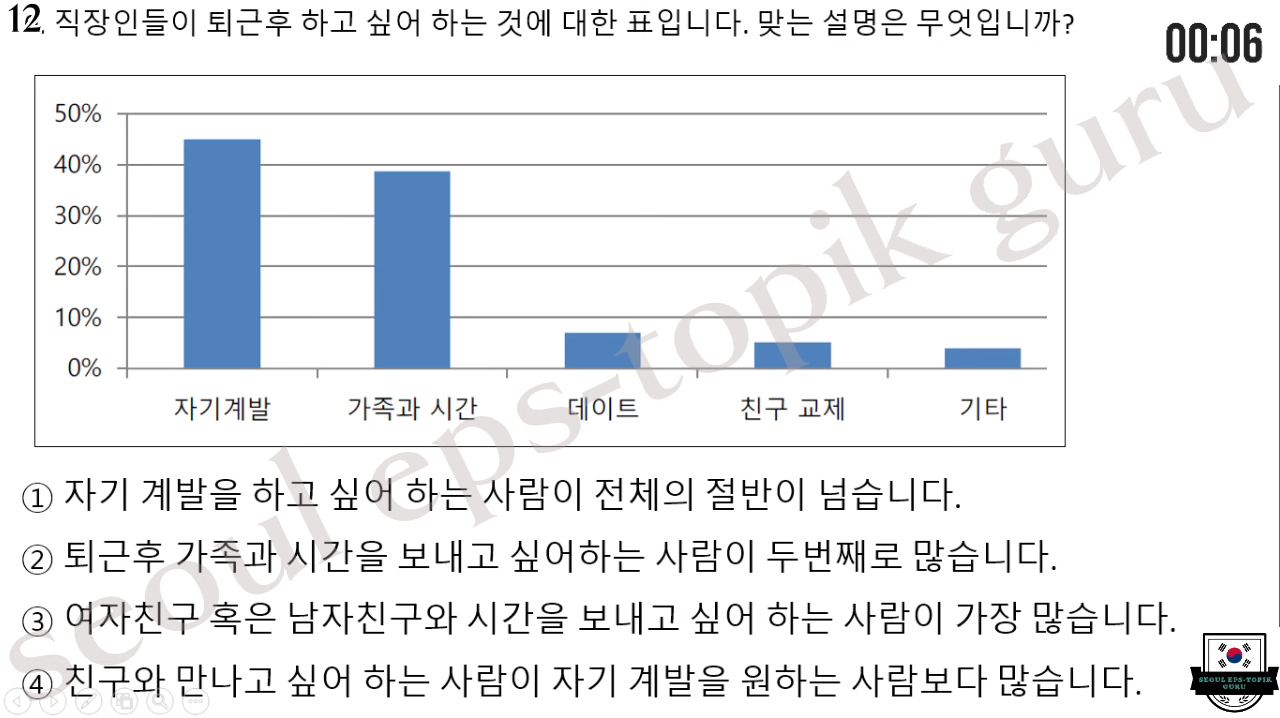 12. 직장인들이 퇴근후 하고 싶어 하는 것에 대한 표입니다. 맞는 설명은 무엇입니까?
00:06
50%
40%
30%
20%
10%
0%
자기계발 가족과 시간 데이트 친구 교제 기타
① 자기 계발을 하고 싶어 하는 사람이 전체의 절반이 넘습니다.
② 퇴근후 가족과 시간을 보내고 싶어하는 사람이 두번째로 많습니다.
③ 여자친구 혹은 남자친구와 시간을 보내고 싶어 하는 사람이 가장 많습니다.
④ 친구와 만나고 싶어 하는 사람이 자기 계발을 원하는 사람보다 많습니다.
seoul eps-topik guru
SEOUL EPS-TOPIK
GURU